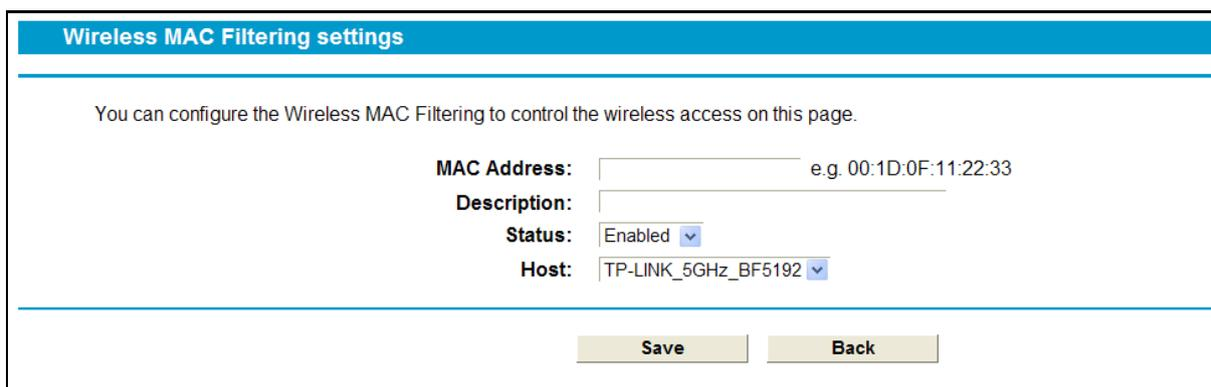 Wireless MAC Filtering settings
You can configure the Wireless MAC Filtering to control the wireless access on this page.
MAC Address: e.g. 00:1D:0F:11:22:33
Description:
Status: Enabled
Host: TP-LINK_5GHz_BF5192
Save Back